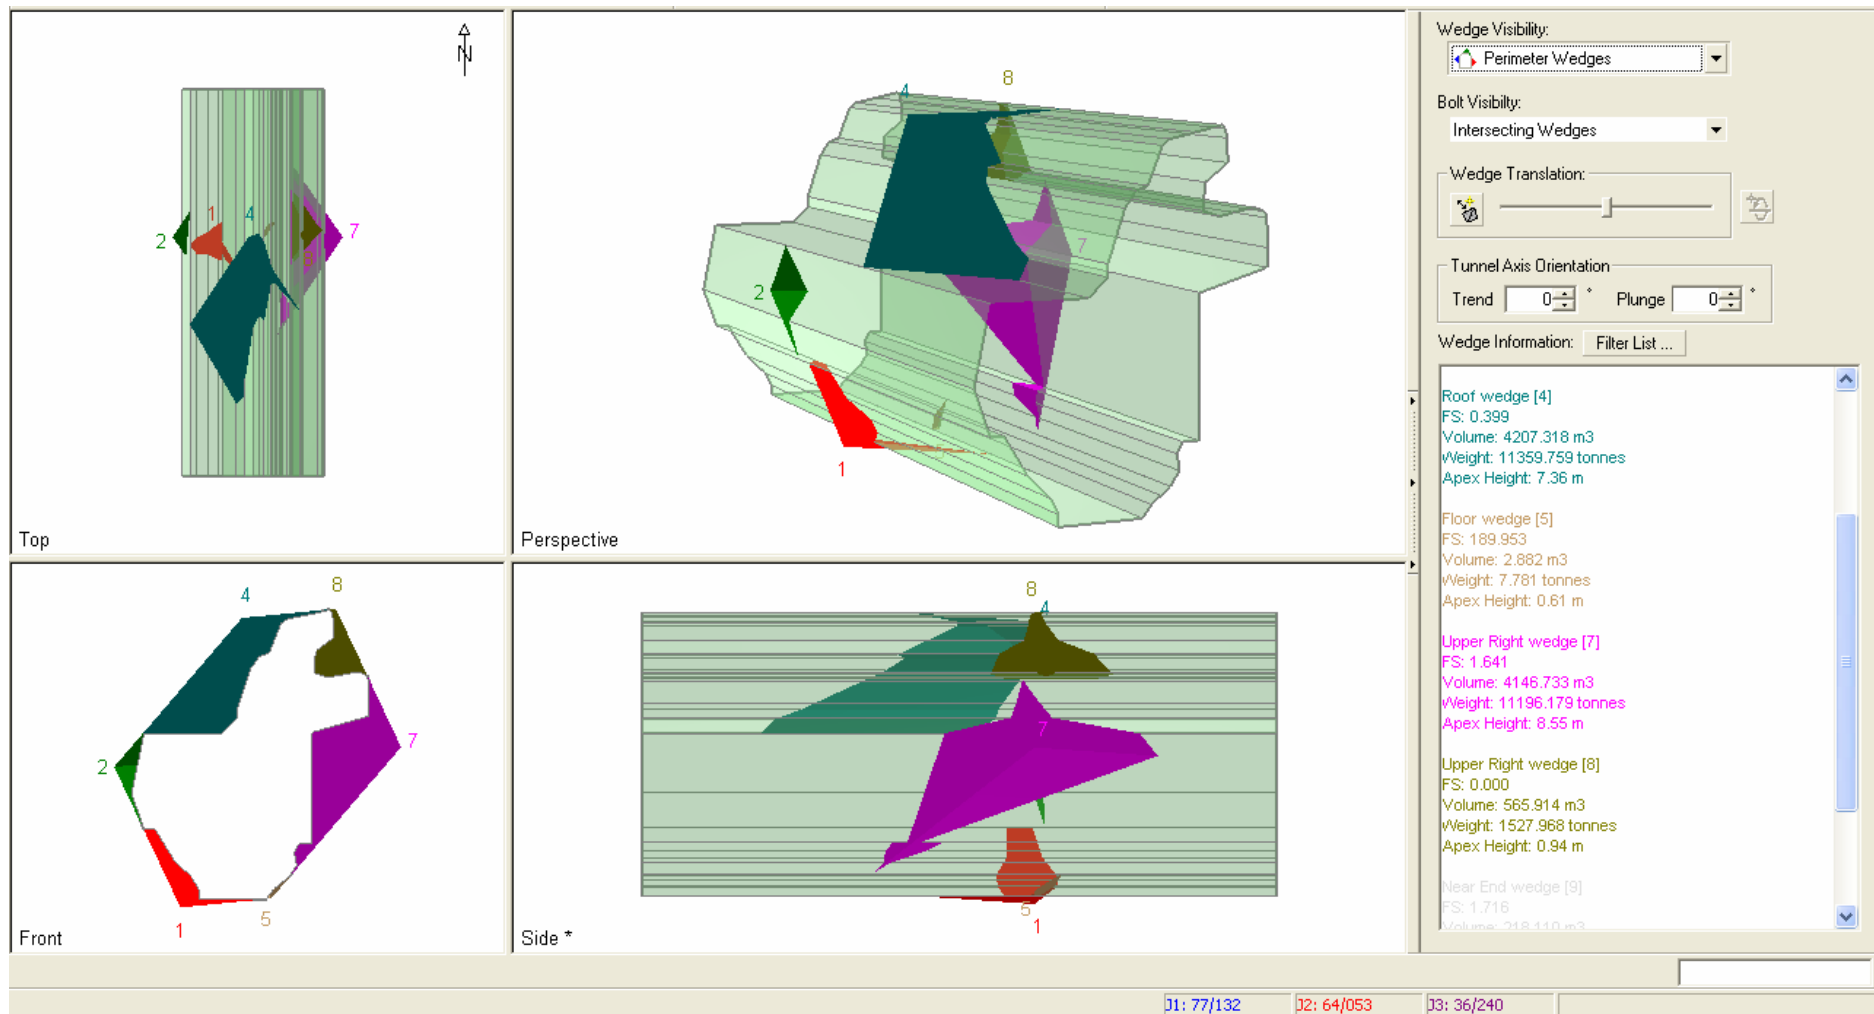 N
1
4
2
7
8
Top
4
8
7
2
1
Perspective
8
4
2
7
1
5
Front
8
4
7
5
1
Side *
Wedge Visibility:
Perimeter Wedges
Bolt Visibilty:
Intersecting Wedges
Wedge Translation:
Tunnel Axis Orientation
Trend 0 ° Plunge 0 °
Wedge Information: Filter List ...
Roof wedge [4]
FS: 0.399
Volume: 4207.318 m3
Weight: 11359.759 tonnes
Apex Height: 7.36 m
Floor wedge [5]
FS: 189.953
Volume: 2.882 m3
Weight: 7.781 tonnes
Apex Height: 0.61 m
Upper Right wedge [7]
FS: 1.641
Volume: 4146.733 m3
Weight: 11196.179 tonnes
Apex Height: 8.55 m
Upper Right wedge [8]
FS: 0.000
Volume: 565.914 m3
Weight: 1527.968 tonnes
Apex Height: 0.94 m
Near End wedge [9]
FS: 1.716
Volume: 218.110 m3
J1: 77/132 J2: 64/053 J3: 36/240